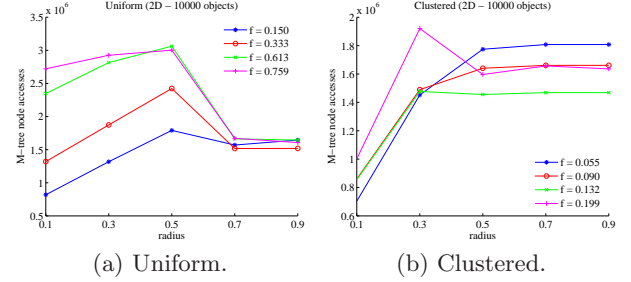 Uniform (2D − 10000 objects)
x 10^6
3.5
3
2.5
2
1.5
1
0.5
M−tree node accesses
f = 0.150
f = 0.333
f = 0.613
f = 0.759
0.1 0.3 0.5 0.7 0.9
radius
(a) Uniform.
Clustered (2D − 10000 objects)
x 10^6
2
1.8
1.6
1.4
1.2
1
0.8
0.6
M−tree node accesses
f = 0.055
f = 0.090
f = 0.132
f = 0.199
0.1 0.3 0.5 0.7 0.9
radius
(b) Clustered.